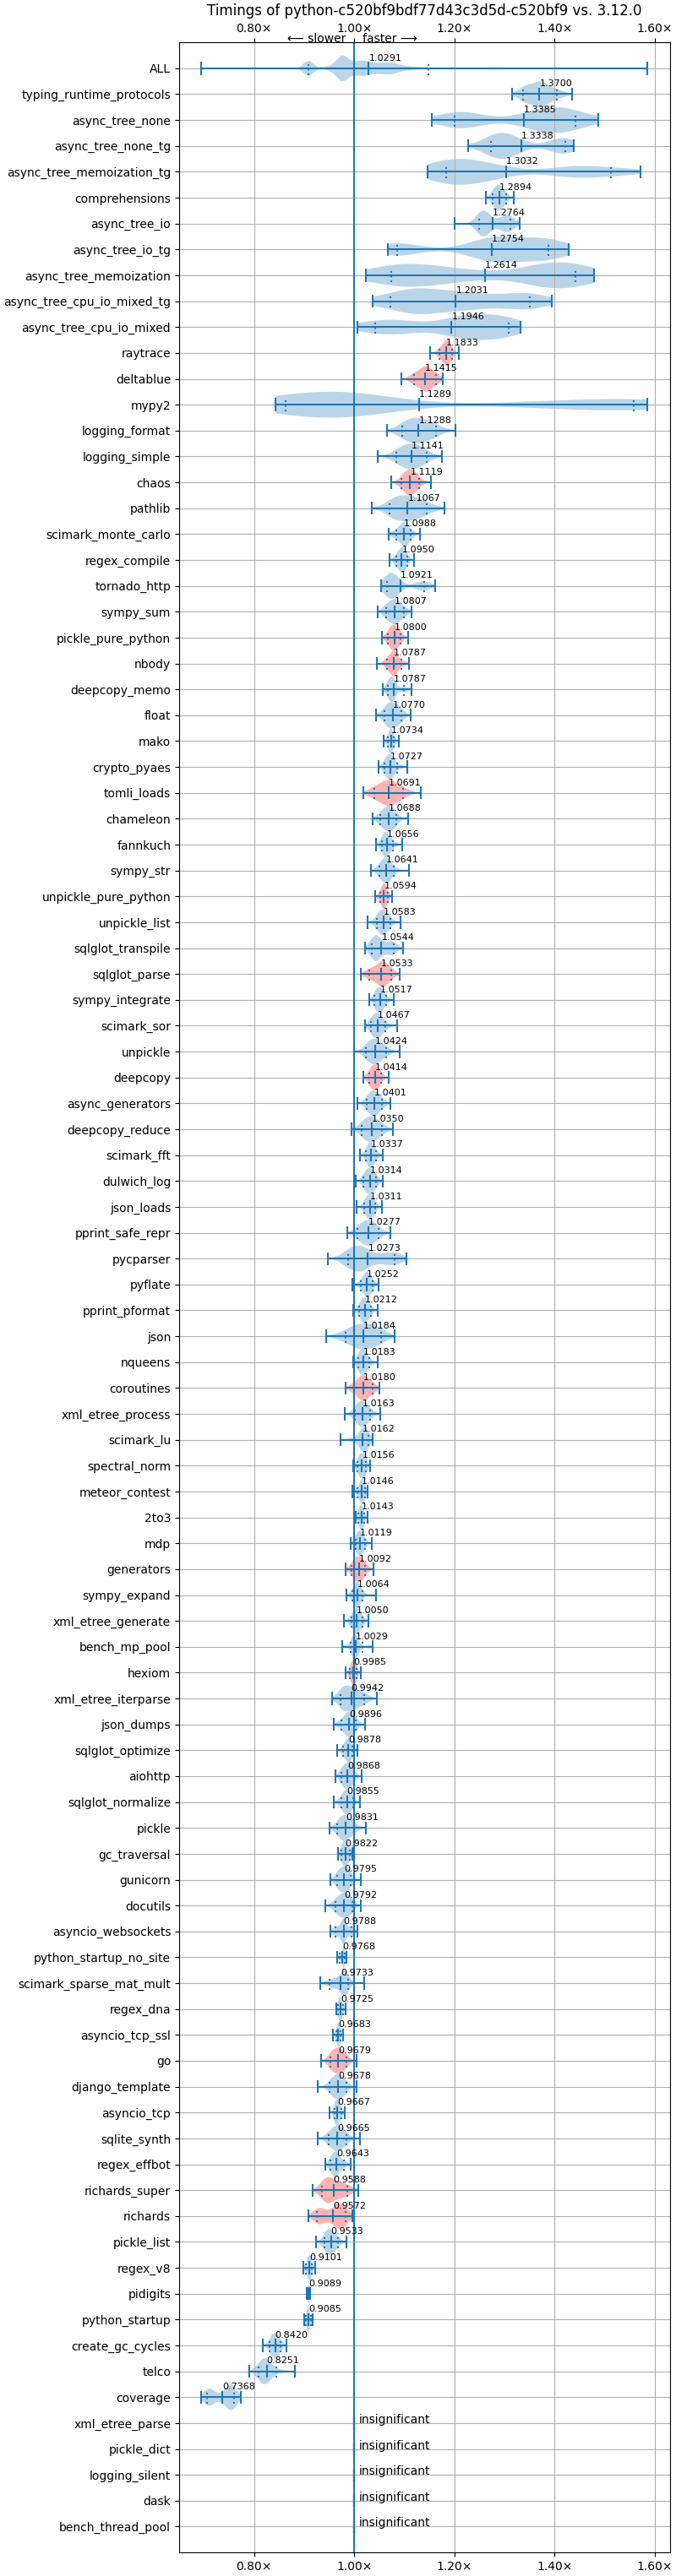 Timings of python-c520bf9bdf77d43c3d5d-c520bf9 vs. 3.12.0
0.80× 1.00× 1.20× 1.40× 1.60×
⟵ slower faster ⟶
ALL 1.0291
typing_runtime_protocols 1.3700
async_tree_none 1.3385
async_tree_none_tg 1.3338
async_tree_memoization_tg 1.3032
comprehensions 1.2894
async_tree_io 1.2764
async_tree_io_tg 1.2754
async_tree_memoization 1.2614
async_tree_cpu_io_mixed_tg 1.2031
async_tree_cpu_io_mixed 1.1946
raytrace 1.1833
deltablue 1.1415
mypy2 1.1289
logging_format 1.1288
logging_simple 1.1141
chaos 1.1119
pathlib 1.1067
scimark_monte_carlo 1.0988
regex_compile 1.0950
tornado_http 1.0921
sympy_sum 1.0807
pickle_pure_python 1.0800
nbody 1.0787
deepcopy_memo 1.0787
float 1.0770
mako 1.0734
crypto_pyaes 1.0727
tomli_loads 1.0691
chameleon 1.0688
fannkuch 1.0656
sympy_str 1.0641
unpickle_pure_python 1.0594
unpickle_list 1.0583
sqlglot_transpile 1.0544
sqlglot_parse 1.0533
sympy_integrate 1.0517
scimark_sor 1.0467
unpickle 1.0424
deepcopy 1.0414
async_generators 1.0401
deepcopy_reduce 1.0350
scimark_fft 1.0337
dulwich_log 1.0314
json_loads 1.0311
pprint_safe_repr 1.0277
pycparser 1.0273
pyflate 1.0252
pprint_pformat 1.0212
json 1.0184
nqueens 1.0183
coroutines 1.0180
xml_etree_process 1.0163
scimark_lu 1.0162
spectral_norm 1.0156
meteor_contest 1.0146
2to3 1.0143
mdp 1.0119
generators 1.0092
sympy_expand 1.0064
xml_etree_generate 1.0050
bench_mp_pool 1.0029
hexiom 0.9985
xml_etree_iterparse 0.9942
json_dumps 0.9896
sqlglot_optimize 0.9878
aiohttp 0.9868
sqlglot_normalize 0.9855
pickle 0.9831
gc_traversal 0.9822
gunicorn 0.9795
docutils 0.9792
asyncio_websockets 0.9788
python_startup_no_site 0.9768
scimark_sparse_mat_mult 0.9733
regex_dna 0.9725
asyncio_tcp_ssl 0.9683
go 0.9679
django_template 0.9678
asyncio_tcp 0.9667
sqlite_synth 0.9665
regex_effbot 0.9643
richards_super 0.9588
richards 0.9572
pickle_list 0.9533
regex_v8 0.9101
pidigits 0.9089
python_startup 0.9085
create_gc_cycles 0.8420
telco 0.8251
coverage 0.7368
xml_etree_parse insignificant
pickle_dict insignificant
logging_silent insignificant
dask insignificant
bench_thread_pool insignificant
0.80× 1.00× 1.20× 1.40× 1.60×